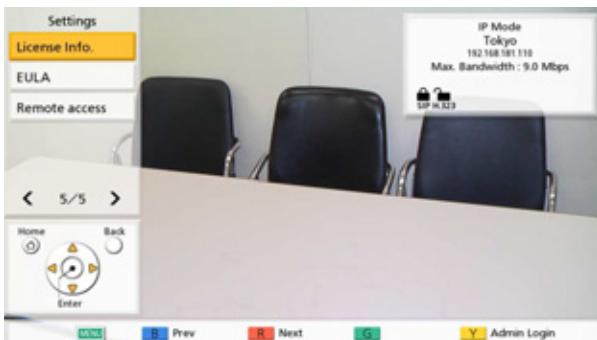 Settings
License Info.
EULA
Remote access
5/5
Home
Back
Enter
IP Mode
Tokyo
192.168.181.110
Max. Bandwidth : 9.0 Mbps
SIP H.323
MENU
B Prev
R Next
G
Y Admin Login